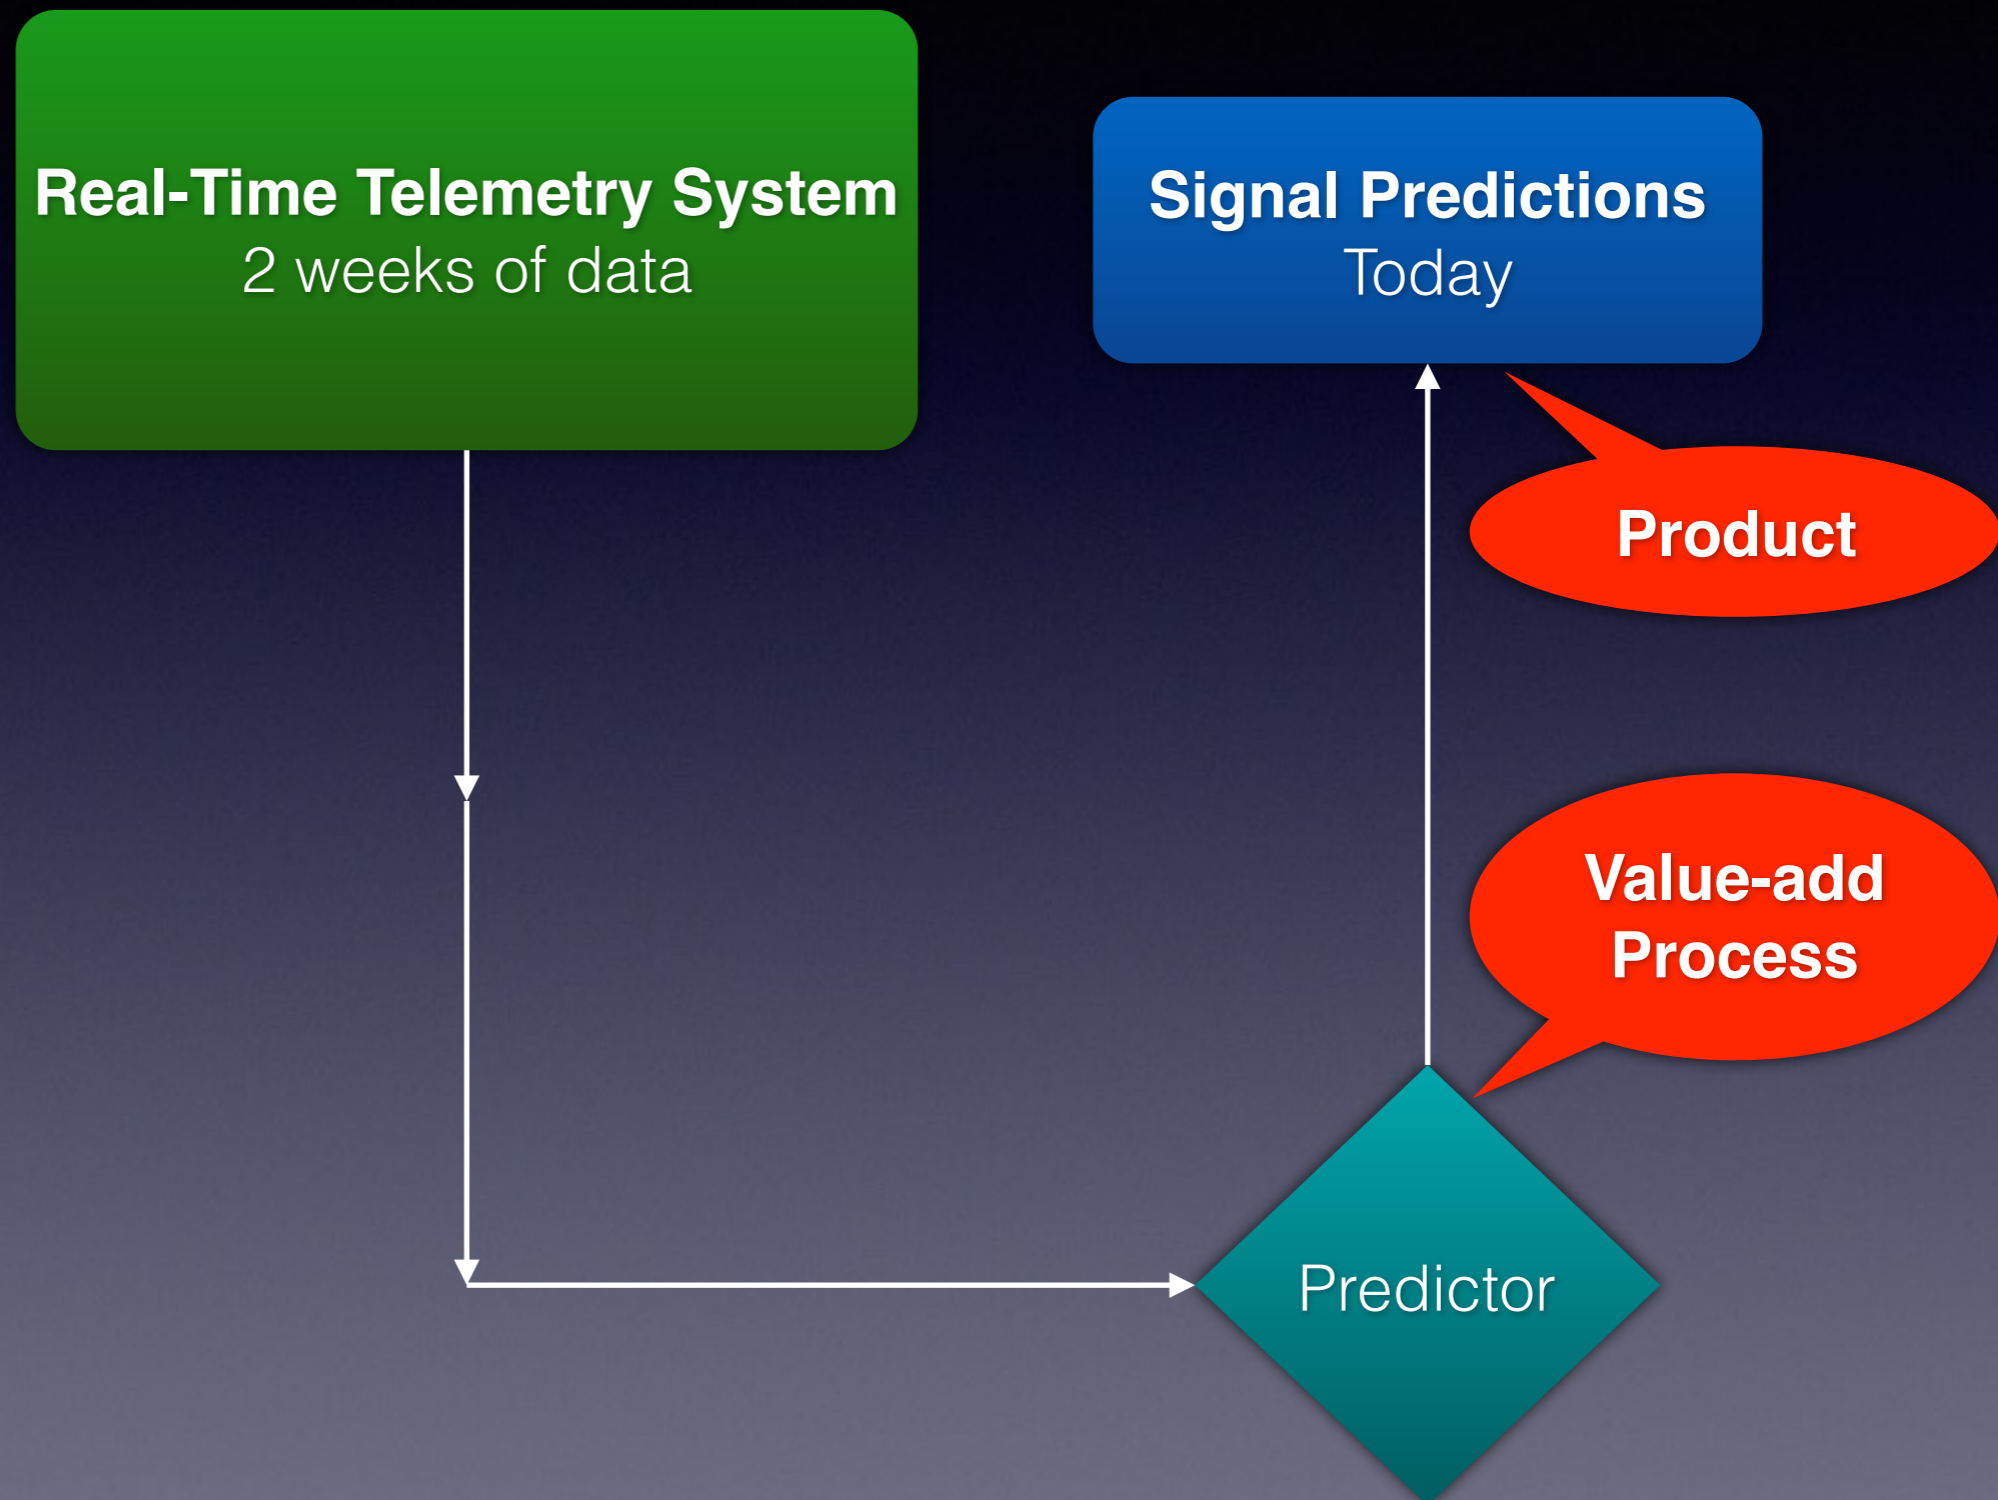 Real-Time Telemetry System
2 weeks of data
Signal Predictions
Today
Product
Value-add
Process
Predictor